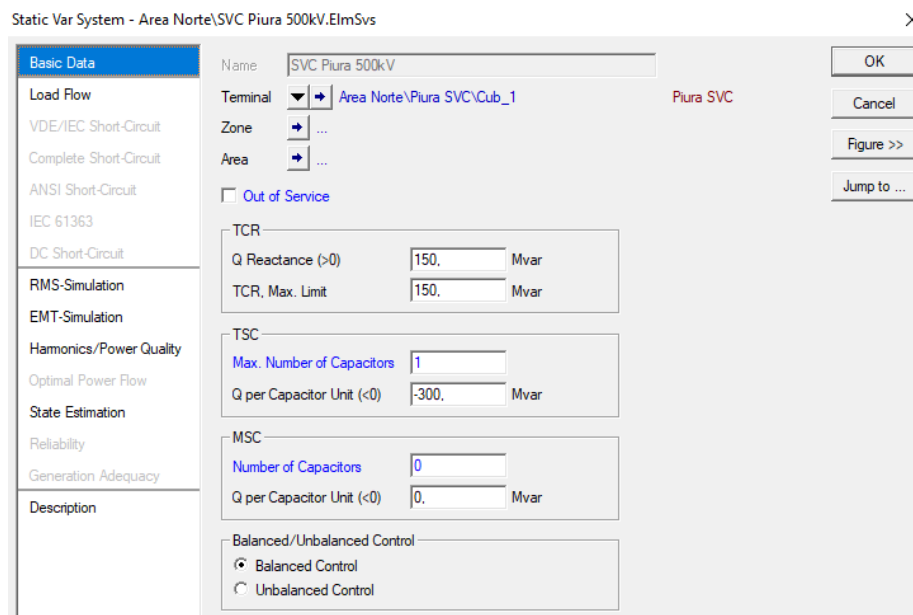 Static Var System - Area Norte\SVC Piura 500kV.ElmSvs
Basic Data
Load Flow
VDE/IEC Short-Circuit
Complete Short-Circuit
ANSI Short-Circuit
IEC 61363
DC Short-Circuit
RMS-Simulation
EMT-Simulation
Harmonics/Power Quality
Optimal Power Flow
State Estimation
Reliability
Generation Adequacy
Description
Name SVC Piura 500kV
Terminal Area Norte\Piura SVC\Cub_1 Piura SVC
Zone ...
Area ...
Out of Service
TCR
Q Reactance (>0) 150, Mvar
TCR, Max. Limit 150, Mvar
TSC
Max. Number of Capacitors 1
Q per Capacitor Unit (<0) -300, Mvar
MSC
Number of Capacitors 0
Q per Capacitor Unit (<0) 0, Mvar
Balanced/Unbalanced Control
Balanced Control
Unbalanced Control
OK
Cancel
Figure >>
Jump to ...